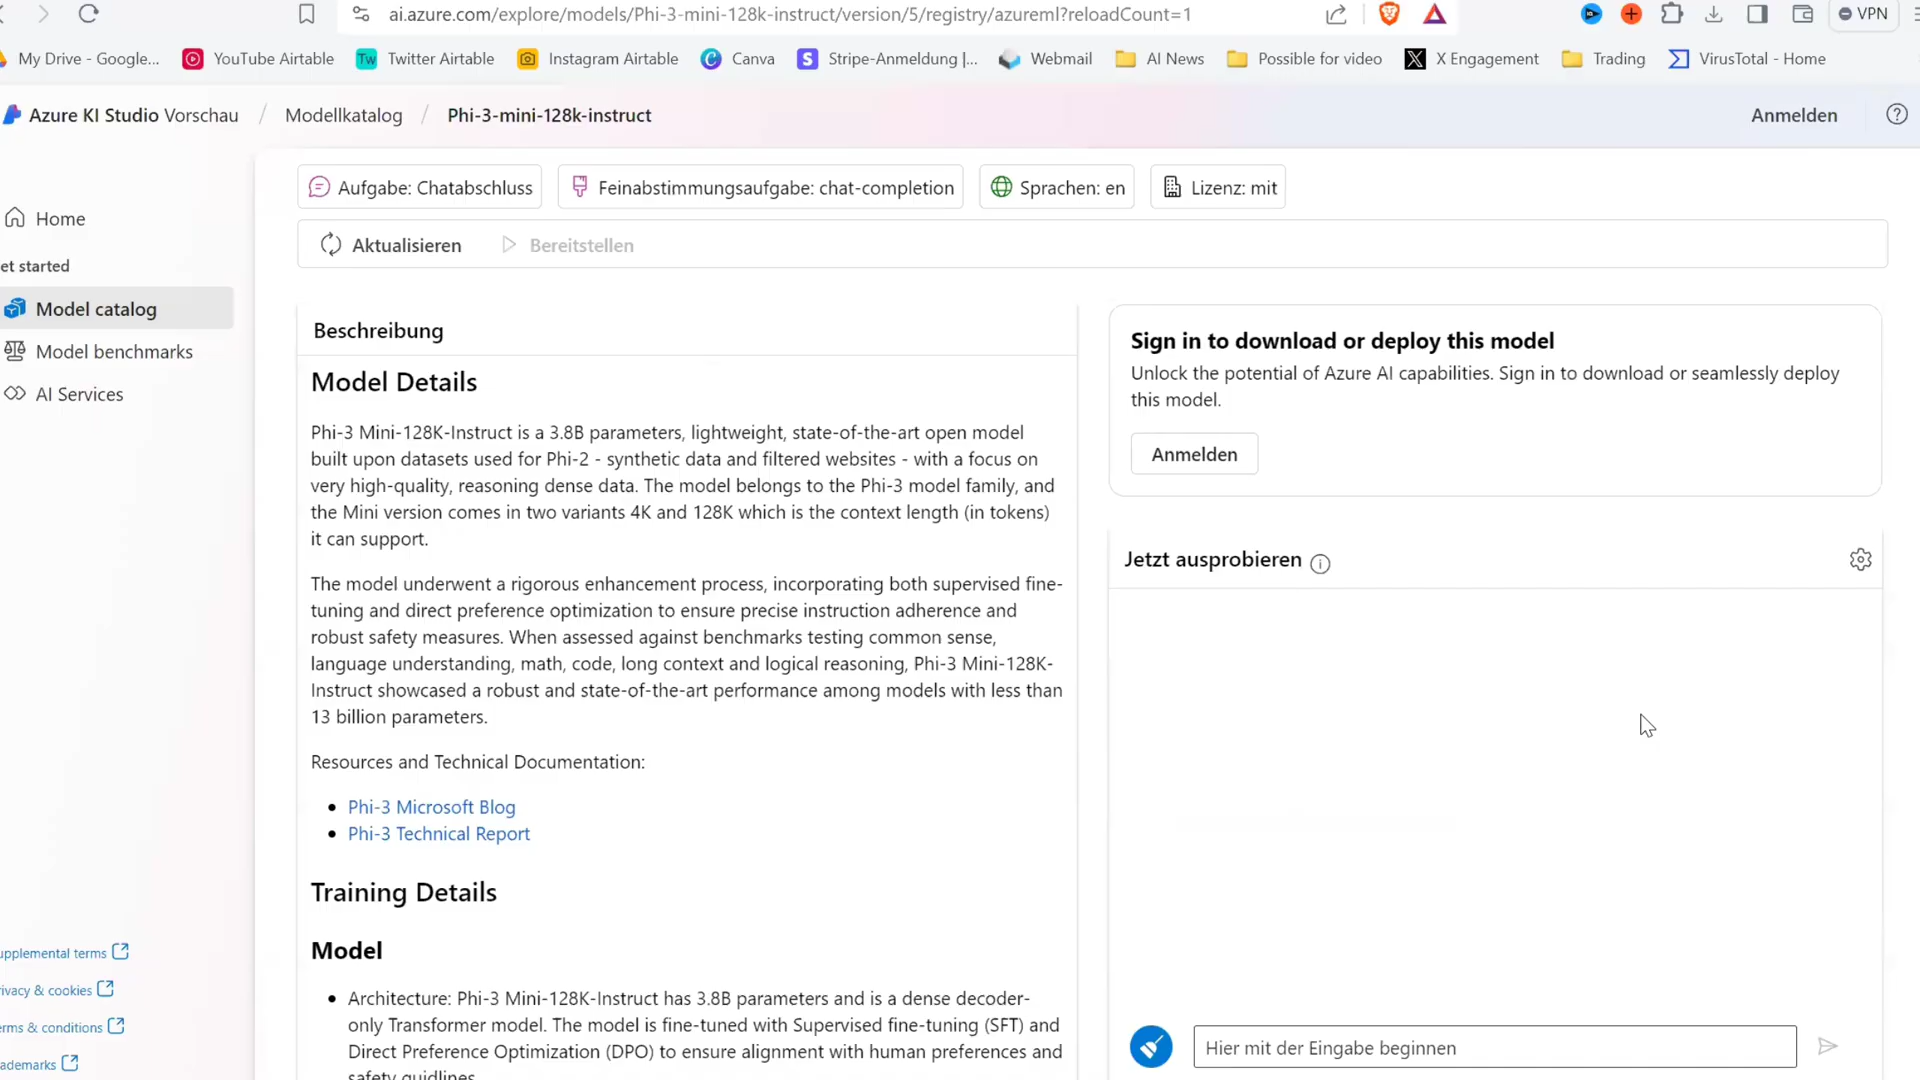 ai.azure.com/explore/models/Phi-3-mini-128k-instruct/version/5/registry/azureml?reloadCount=1
VPN
My Drive - Google...
YouTube Airtable
Tw
Twitter Airtable
Instagram Airtable
Canva
S
Stripe-Anmeldung |...
Webmail
AI News
Possible for video
X Engagement
Trading
VirusTotal - Home
Azure KI Studio Vorschau / Modellkatalog / Phi-3-mini-128k-instruct
Anmelden
Home
et started
Model catalog
Model benchmarks
AI Services
upplemental terms
rivacy & cookies
erms & conditions
ademarks
Aufgabe: Chatabschluss
Feinabstimmungsaufgabe: chat-completion
Sprachen: en
Lizenz: mit
Aktualisieren
Bereitstellen
Beschreibung
Model Details
Phi-3 Mini-128K-Instruct is a 3.8B parameters, lightweight, state-of-the-art open model
built upon datasets used for Phi-2 - synthetic data and filtered websites - with a focus on
very high-quality, reasoning dense data. The model belongs to the Phi-3 model family, and
the Mini version comes in two variants 4K and 128K which is the context length (in tokens)
it can support.
The model underwent a rigorous enhancement process, incorporating both supervised fine-
tuning and direct preference optimization to ensure precise instruction adherence and
robust safety measures. When assessed against benchmarks testing common sense,
language understanding, math, code, long context and logical reasoning, Phi-3 Mini-128K-
Instruct showcased a robust and state-of-the-art performance among models with less than
13 billion parameters.
Resources and Technical Documentation:
• Phi-3 Microsoft Blog
• Phi-3 Technical Report
Training Details
Model
• Architecture: Phi-3 Mini-128K-Instruct has 3.8B parameters and is a dense decoder-
only Transformer model. The model is fine-tuned with Supervised fine-tuning (SFT) and
Direct Preference Optimization (DPO) to ensure alignment with human preferences and
safety guidlines.
Sign in to download or deploy this model
Unlock the potential of Azure AI capabilities. Sign in to download or seamlessly deploy
this model.
Anmelden
Jetzt ausprobieren
Hier mit der Eingabe beginnen